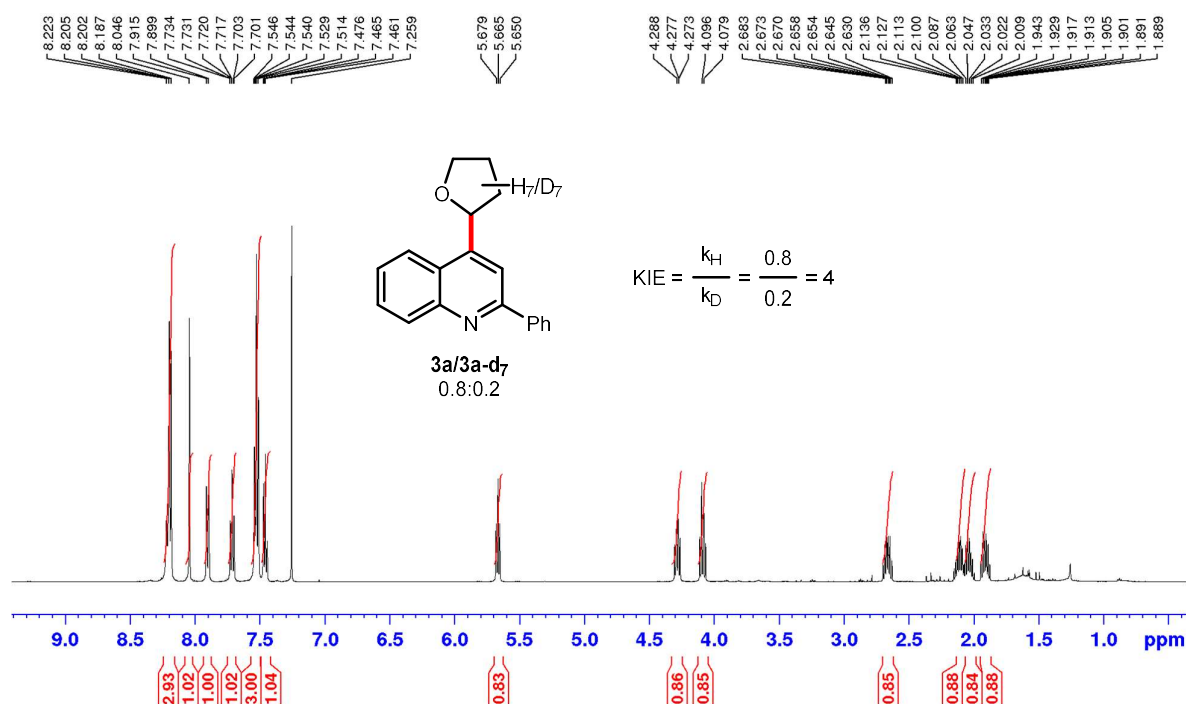 8.223 8.205 8.202 8.187 8.046 7.915 7.899 7.734 7.731 7.720 7.717 7.703 7.701 7.546 7.544 7.540 7.529 7.514 7.476 7.465 7.461 7.259 5.679 5.665 5.650 4.288 4.277 4.273 4.096 4.079 2.683 2.673 2.670 2.658 2.654 2.645 2.630 2.136 2.127 2.113 2.100 2.087 2.063 2.047 2.033 2.022 2.009 1.943 1.929 1.917 1.913 1.905 1.901 1.891 1.889
O
H₇/D₇
N
Ph
3a/3a-d₇
0.8:0.2
KIE = k_H / k_D = 0.8 / 0.2 = 4
9.0 8.5 8.0 7.5 7.0 6.5 6.0 5.5 5.0 4.5 4.0 3.5 3.0 2.5 2.0 1.5 1.0 ppm
2.93 1.02 1.00 1.02 3.00 1.04 0.83 0.86 0.85 0.85 0.88 0.84 0.88